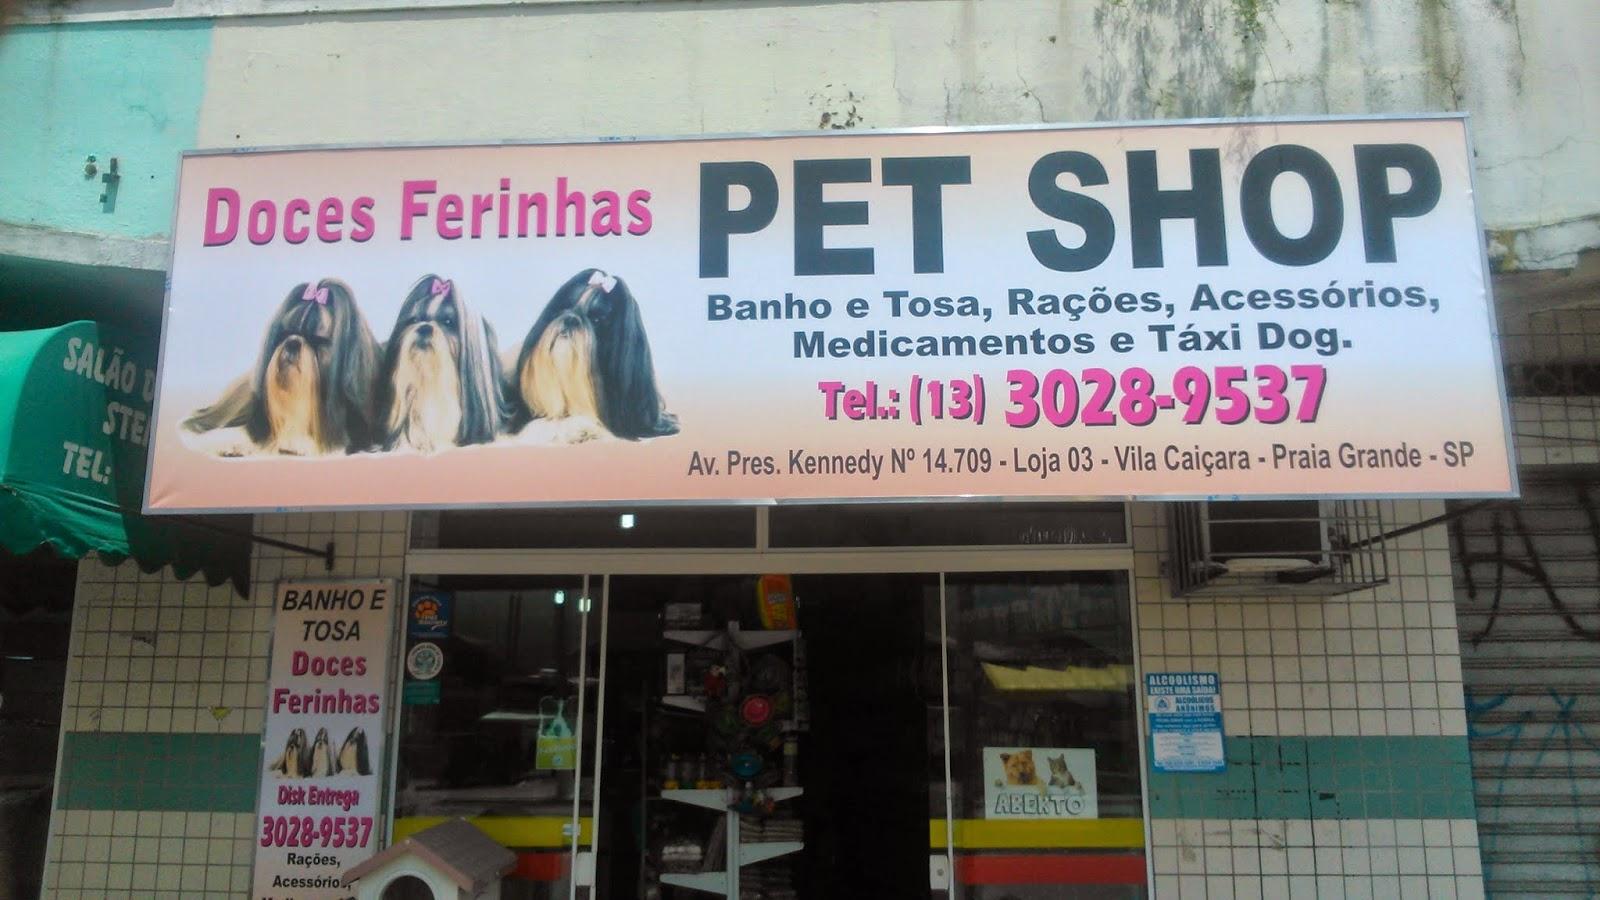 Doces Ferinhas
PET SHOP
Banho e Tosa, Rações, Acessórios,
Medicamentos e Táxi Dog.
Tel.: (13) 3028-9537
Av. Pres. Kennedy Nº 14.709 - Loja 03 - Vila Caiçara - Praia Grande - SP
SALÃO
TEL:
BANHO E
TOSA
Doces
Ferinhas
Disk Entrega
3028-9537
Rações,
Acessórios,
ABERTO
ALCOOLISMO
EXISTE UMA SAÍDA!
ALCOÓLICOS
ANÔNIMOS